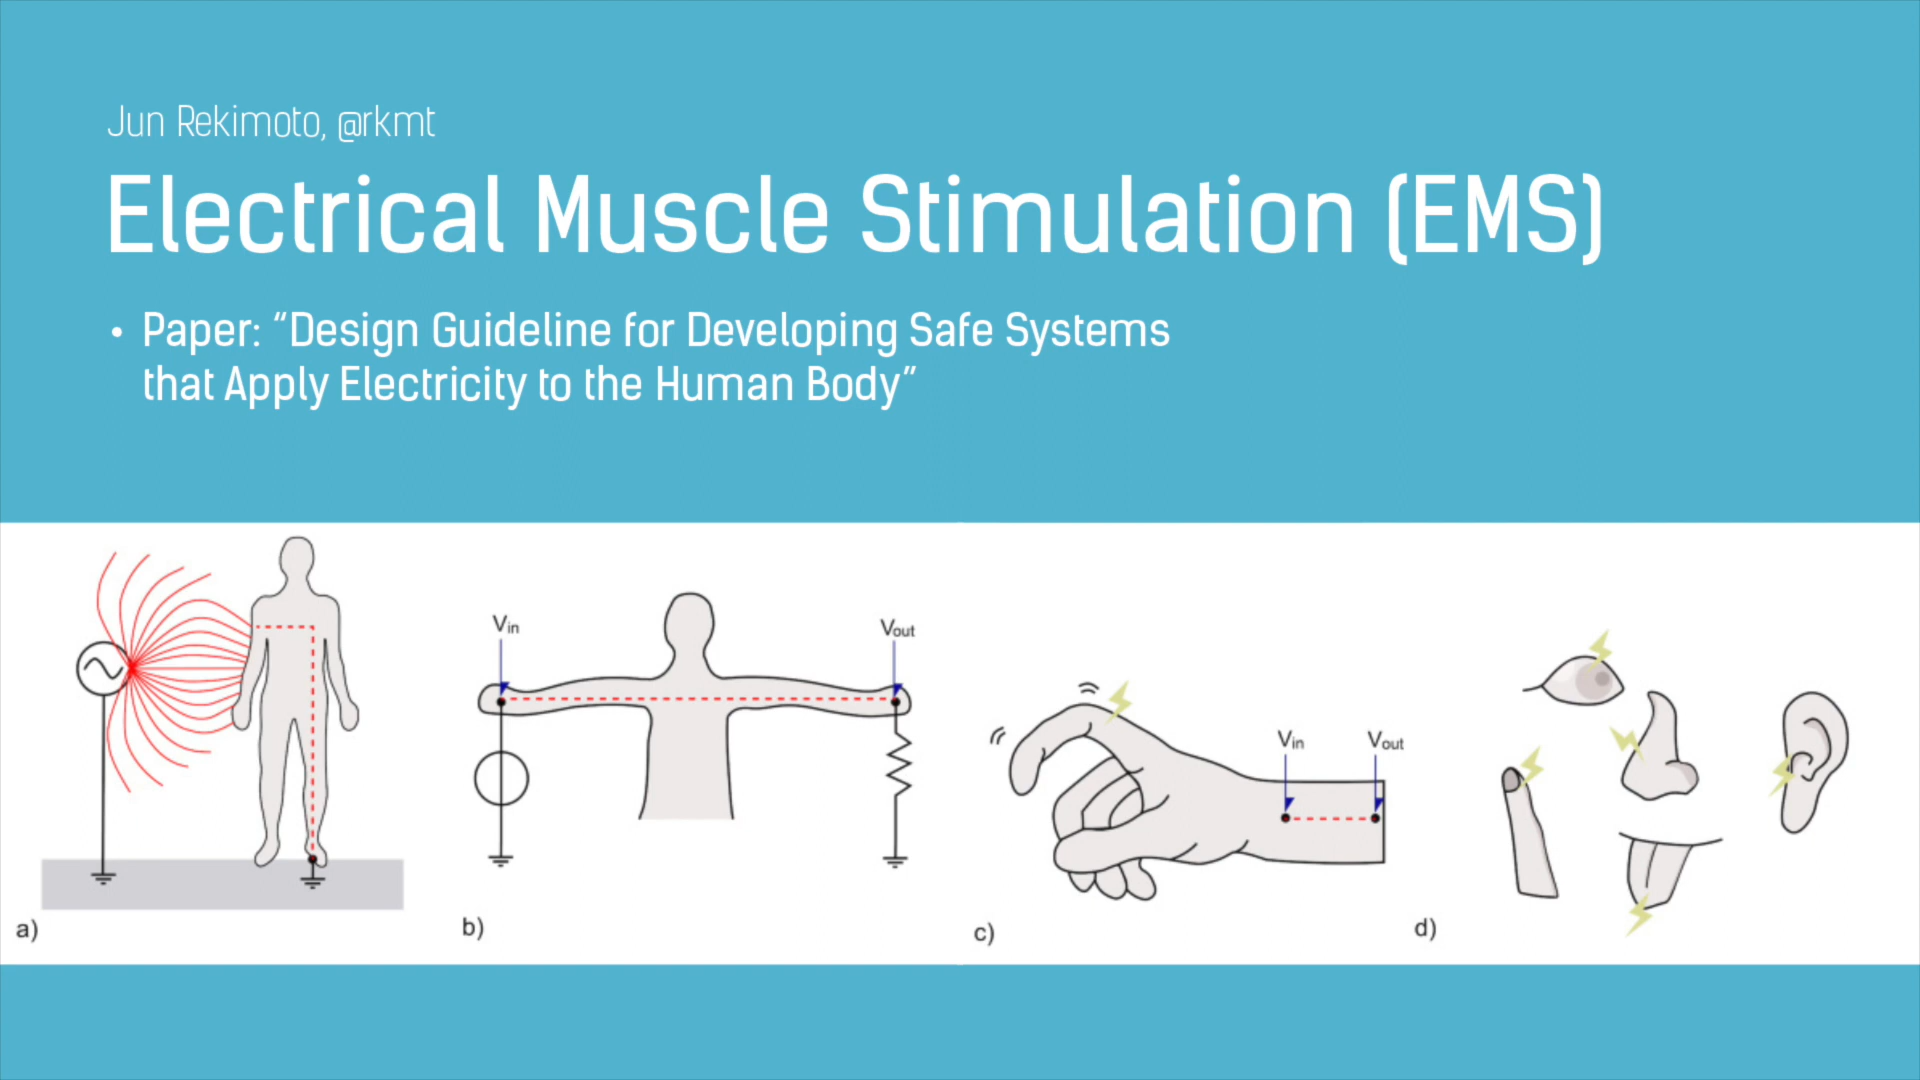 Jun Rekimoto, @rkmt
Electrical Muscle Stimulation (EMS)
• Paper: “Design Guideline for Developing Safe Systems
that Apply Electricity to the Human Body”
Vin
Vout
Vin
Vout
a)
b)
c)
d)